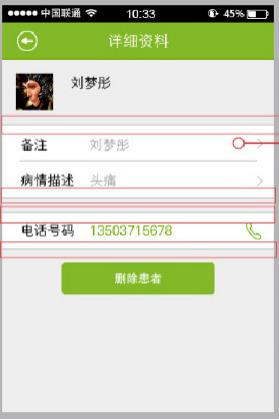 中国联通 10:33 45%
详细资料
刘梦彤
备注 刘梦彤
病情描述 头痛
电话号码 13503715678
删除患者